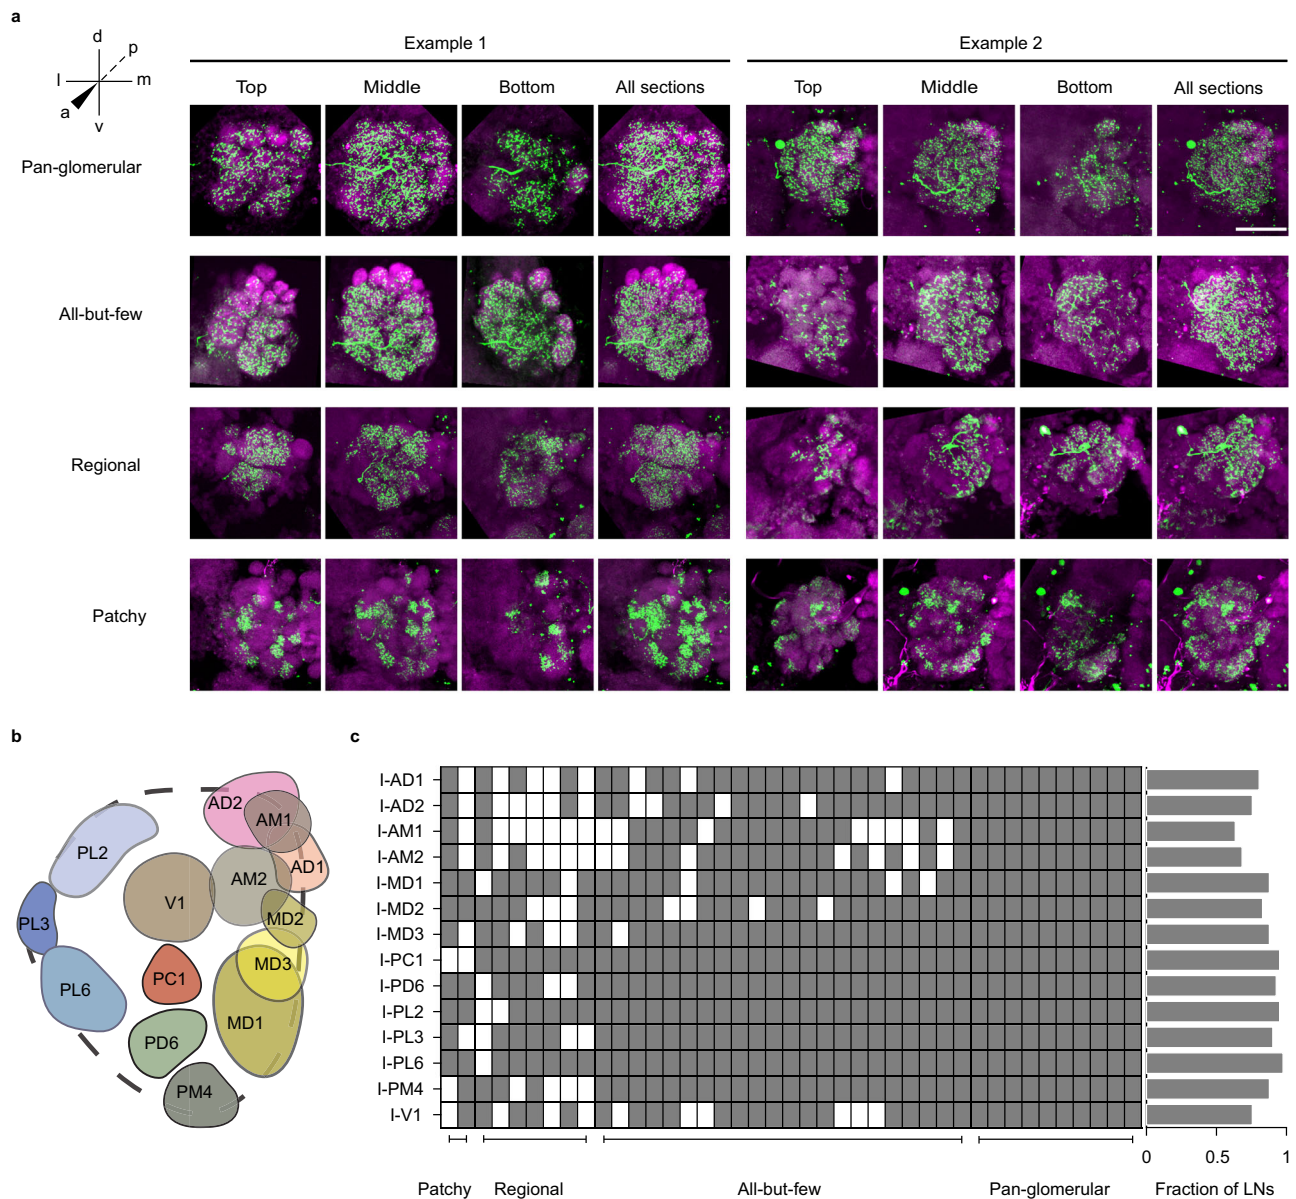 a
d
p
l
m
a
v
Example 1
Example 2
Top
Middle
Bottom
All sections
Top
Middle
Bottom
All sections
Pan-glomerular
All-but-few
Regional
Patchy
b
AD2
AM1
PL2
AD1
AM2
V1
MD2
PL3
MD3
PC1
PL6
MD1
PD6
PM4
c
I-AD1
I-AD2
I-AM1
I-AM2
I-MD1
I-MD2
I-MD3
I-PC1
I-PD6
I-PL2
I-PL3
I-PL6
I-PM4
I-V1
0
0.5
1
Patchy
Regional
All-but-few
Pan-glomerular
Fraction of LNs